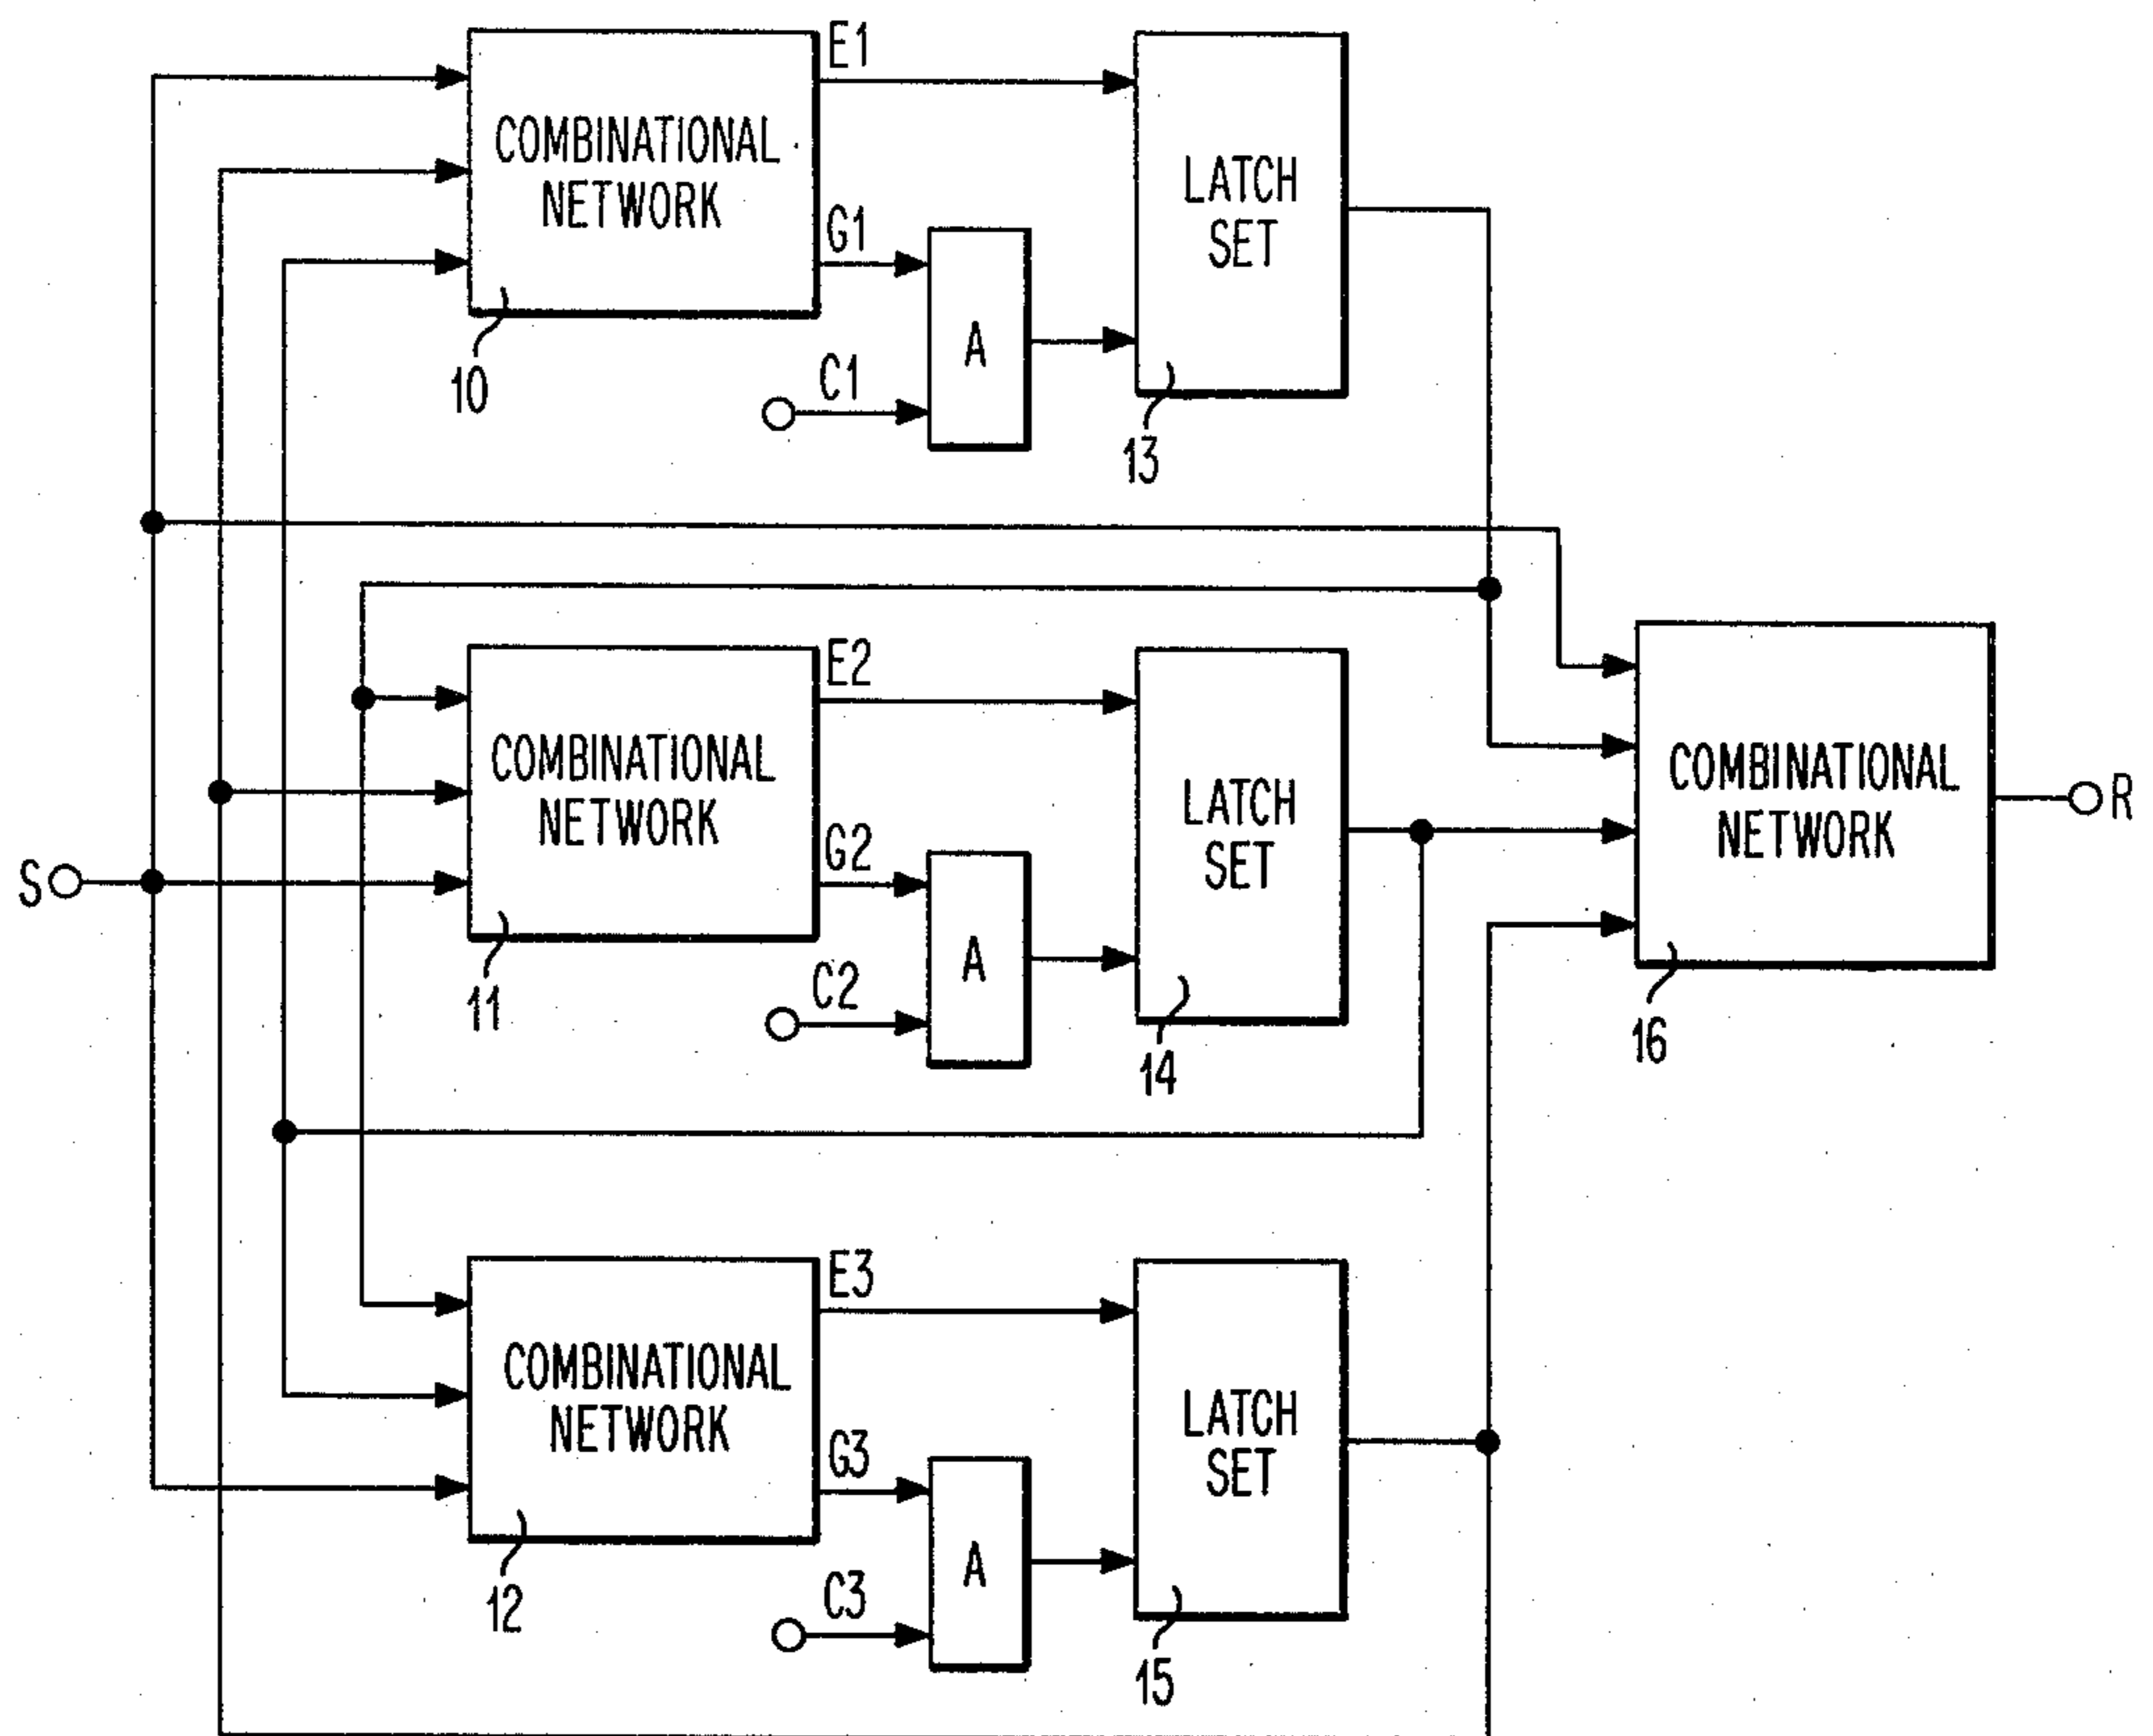 E1
COMBINATIONAL
NETWORK
LATCH
SET
G1
A
C1
10
13
E2
COMBINATIONAL
NETWORK
LATCH
SET
COMBINATIONAL
NETWORK
R
G2
S
A
C2
11
14
16
E3
COMBINATIONAL
NETWORK
LATCH
SET
G3
A
C3
12
15